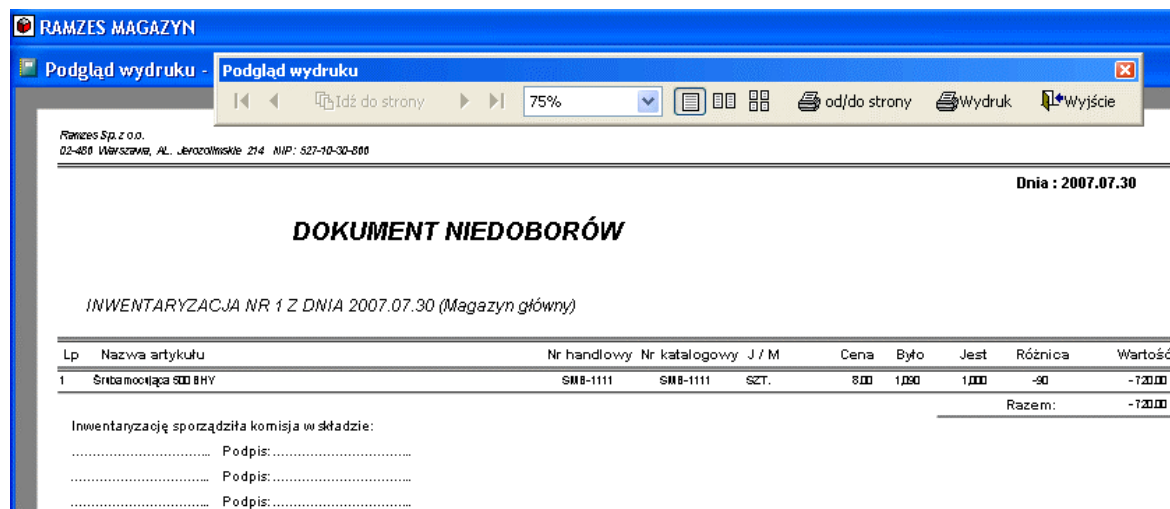 RAMZES MAGAZYN
Podgląd wydruku -
Podgląd wydruku
Idź do strony 75% od/do strony Wydruk Wyjście
Ramzes Sp. z o.o.
02-486 Warszawa, AL. Jerozolimskie 214 NIP: 527-10-30-866
Dnia : 2007.07.30
DOKUMENT NIEDOBORÓW
INWENTARYZACJA NR 1 Z DNIA 2007.07.30 (Magazyn główny)
Lp Nazwa artykułu Nr handlowy Nr katalogowy J / M Cena Było Jest Różnica Wartość
1 Śruba mocująca 500 BHY SMB-1111 SMB-1111 SZT. 8.00 1,090 1,000 -90 -720.00
Razem: -720.00
Inwentaryzację sporządziła komisja w składzie:
.................................. Podpis:..................................
.................................. Podpis:..................................
.................................. Podpis:..................................